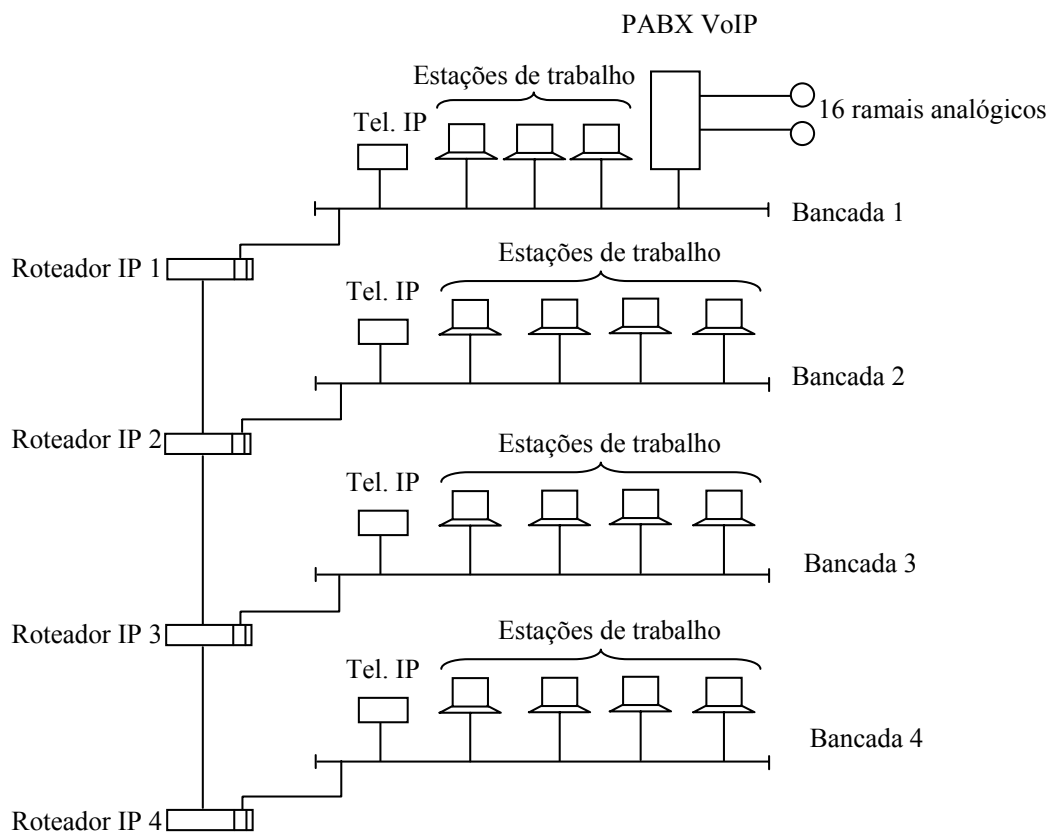 PABX VoIP
Estações de trabalho
Tel. IP
16 ramais analógicos
Bancada 1
Roteador IP 1
Estações de trabalho
Tel. IP
Bancada 2
Roteador IP 2
Estações de trabalho
Tel. IP
Bancada 3
Roteador IP 3
Estações de trabalho
Tel. IP
Bancada 4
Roteador IP 4